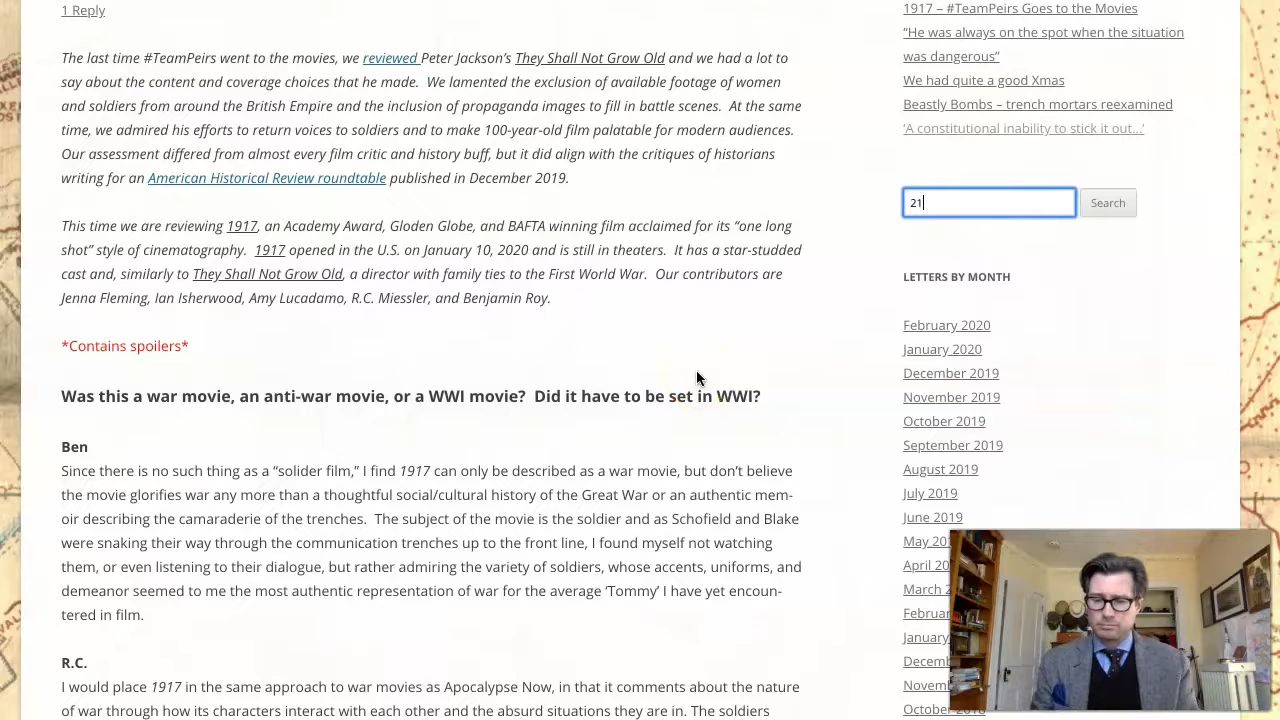 1 Reply
The last time #TeamPeirs went to the movies, we reviewed Peter Jackson's They Shall Not Grow Old and we had a lot to
say about the content and coverage choices that he made.  We lamented the exclusion of available footage of women
and soldiers from around the British Empire and the inclusion of propaganda images to fill in battle scenes.  At the same
time, we admired his efforts to return voices to soldiers and to make 100-year-old film palatable for modern audiences.
Our assessment differed from almost every film critic and history buff, but it did align with the critiques of historians
writing for an American Historical Review roundtable published in December 2019.
This time we are reviewing 1917, an Academy Award, Gloden Globe, and BAFTA winning film acclaimed for its “one long
shot” style of cinematography.  1917 opened in the U.S. on January 10, 2020 and is still in theaters.  It has a star-studded
cast and, similarly to They Shall Not Grow Old, a director with family ties to the First World War.  Our contributors are
Jenna Fleming, Ian Isherwood, Amy Lucadamo, R.C. Miessler, and Benjamin Roy.
*Contains spoilers*
Was this a war movie, an anti-war movie, or a WWI movie?  Did it have to be set in WWI?
Ben
Since there is no such thing as a “solider film,” I find 1917 can only be described as a war movie, but don't believe
the movie glorifies war any more than a thoughtful social/cultural history of the Great War or an authentic mem-
oir describing the camaraderie of the trenches.  The subject of the movie is the soldier and as Schofield and Blake
were snaking their way through the communication trenches up to the front line, I found myself not watching
them, or even listening to their dialogue, but rather admiring the variety of soldiers, whose accents, uniforms, and
demeanor seemed to me the most authentic representation of war for the average ‘Tommy’ I have yet encoun-
tered in film.
R.C.
I would place 1917 in the same approach to war movies as Apocalypse Now, in that it comments about the nature
of war through how its characters interact with each other and the absurd situations they are in. The soldiers
1917 – #TeamPeirs Goes to the Movies
“He was always on the spot when the situation
was dangerous”
We had quite a good Xmas
Beastly Bombs – trench mortars reexamined
‘A constitutional inability to stick it out…’
21
Search
LETTERS BY MONTH
February 2020
January 2020
December 2019
November 2019
October 2019
September 2019
August 2019
July 2019
June 2019
May 201
April 20
March 2
Februar
January
Decemb
Novem
October